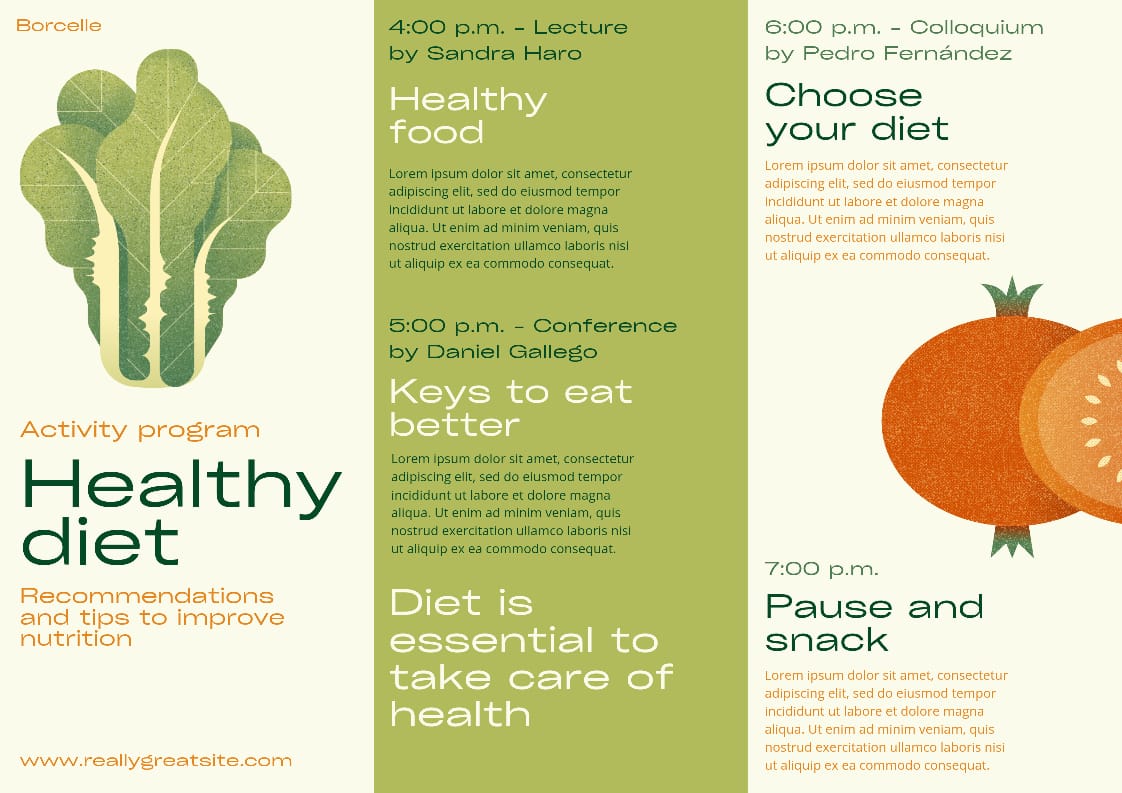 Borcelle
Activity program
Healthy
diet
Recommendations
and tips to improve
nutrition
www.reallygreatsite.com
4:00 p.m. - Lecture
by Sandra Haro
Healthy
food
Lorem ipsum dolor sit amet, consectetur
adipiscing elit, sed do eiusmod tempor
incididunt ut labore et dolore magna
aliqua. Ut enim ad minim veniam, quis
nostrud exercitation ullamco laboris nisi
ut aliquip ex ea commodo consequat.
5:00 p.m. - Conference
by Daniel Gallego
Keys to eat
better
Lorem ipsum dolor sit amet, consectetur
adipiscing elit, sed do eiusmod tempor
incididunt ut labore et dolore magna
aliqua. Ut enim ad minim veniam, quis
nostrud exercitation ullamco laboris nisi
ut aliquip ex ea commodo consequat.
Diet is
essential to
take care of
health
6:00 p.m. - Colloquium
by Pedro Fernández
Choose
your diet
Lorem ipsum dolor sit amet, consectetur
adipiscing elit, sed do eiusmod tempor
incididunt ut labore et dolore magna
aliqua. Ut enim ad minim veniam, quis
nostrud exercitation ullamco laboris nisi
ut aliquip ex ea commodo consequat.
7:00 p.m.
Pause and
snack
Lorem ipsum dolor sit amet, consectetur
adipiscing elit, sed do eiusmod tempor
incididunt ut labore et dolore magna
aliqua. Ut enim ad minim veniam, quis
nostrud exercitation ullamco laboris nisi
ut aliquip ex ea commodo consequat.